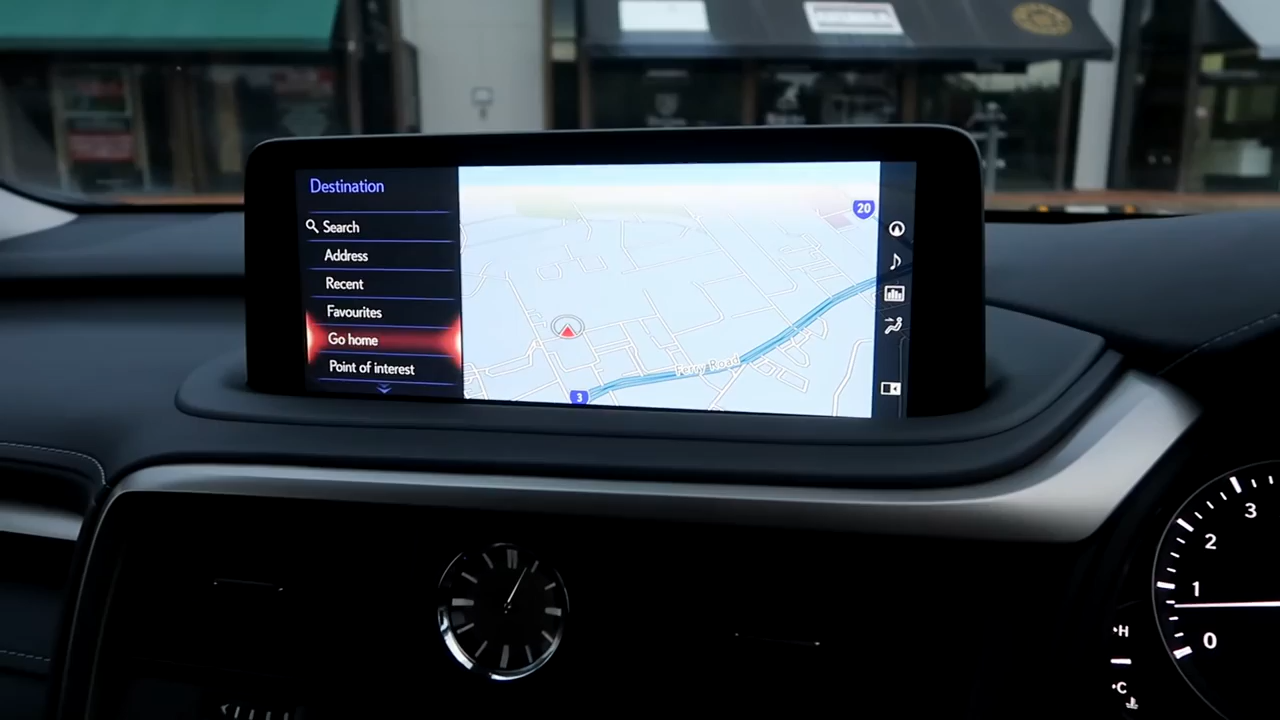 Destination
Search
Address
Recent
Favourites
Go home
Point of interest
20
Ferry Road
3
3
2
1
0
H
C